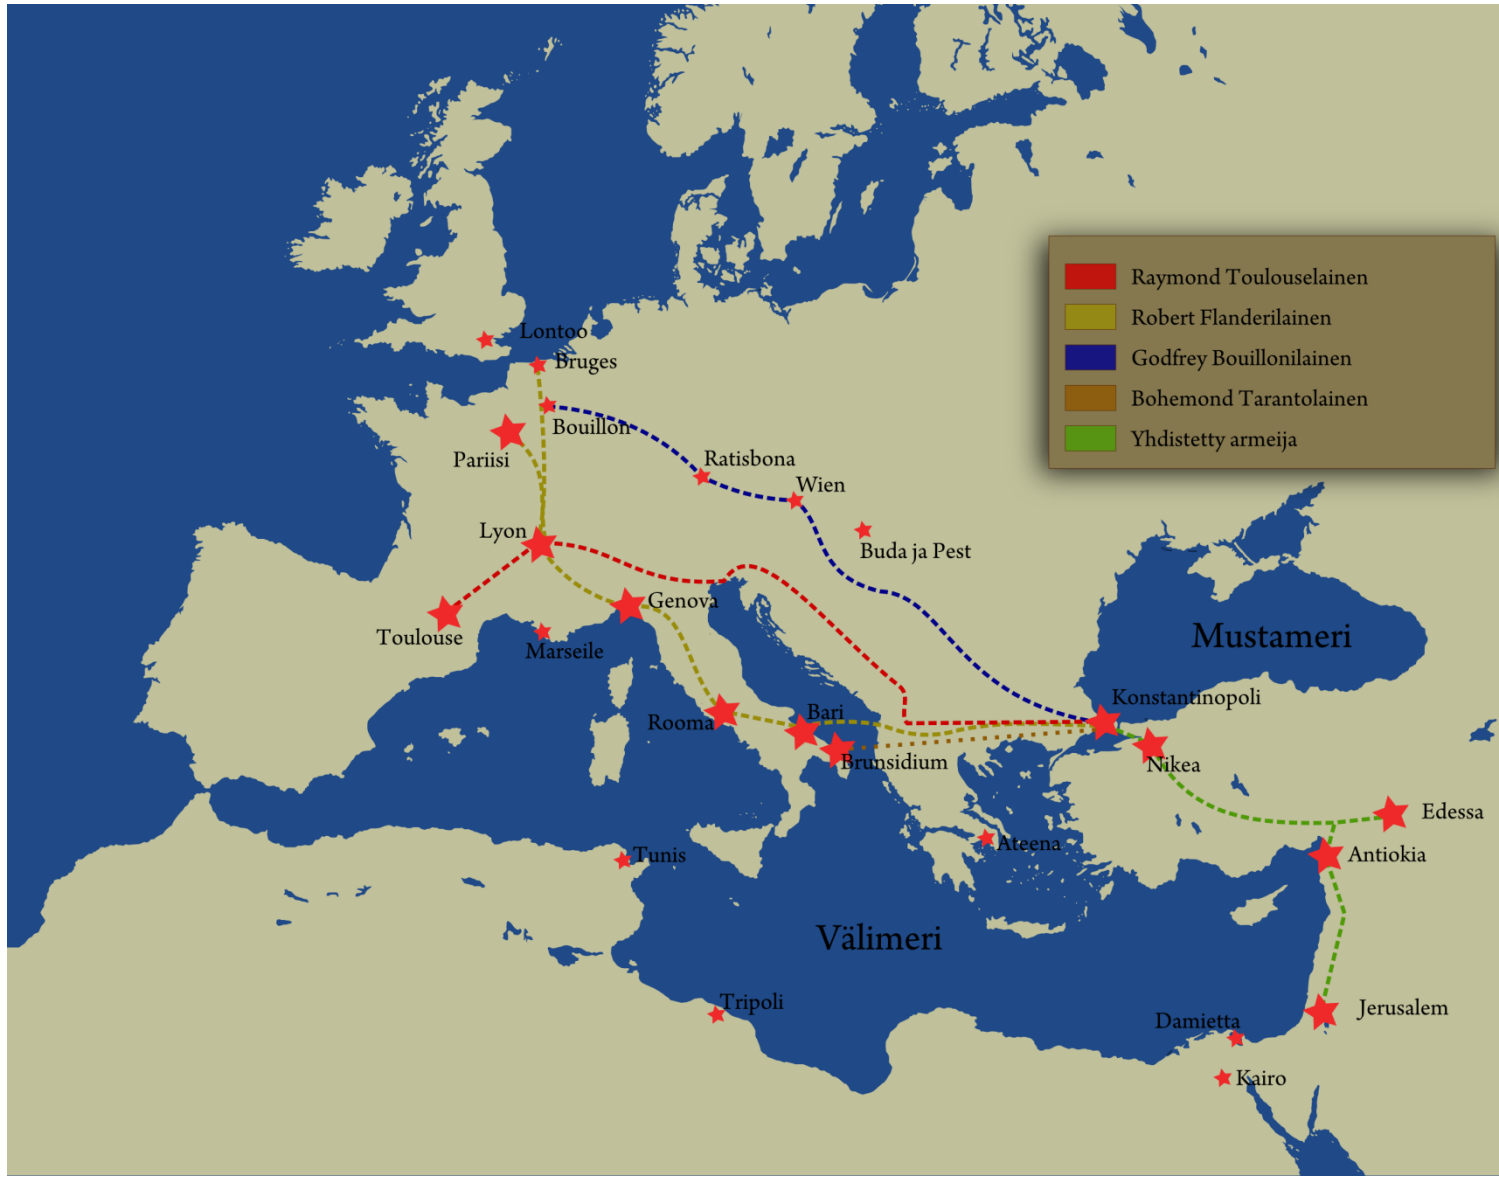 Raymond Toulouselainen
Robert Flanderilainen
Godfrey Bouillonilainen
Bohemond Tarantolainen
Yhdistetty armeija
Lontoo
Bruges
Bouillon
Pariisi
Ratisbona
Wien
Lyon
Buda ja Pest
Genova
Toulouse
Marseile
Mustameri
Konstantinopoli
Rooma
Bari
Brunsidium
Nikea
Edessa
Ateena
Antiokia
Tunis
Välimeri
Tripoli
Jerusalem
Damietta
Kairo